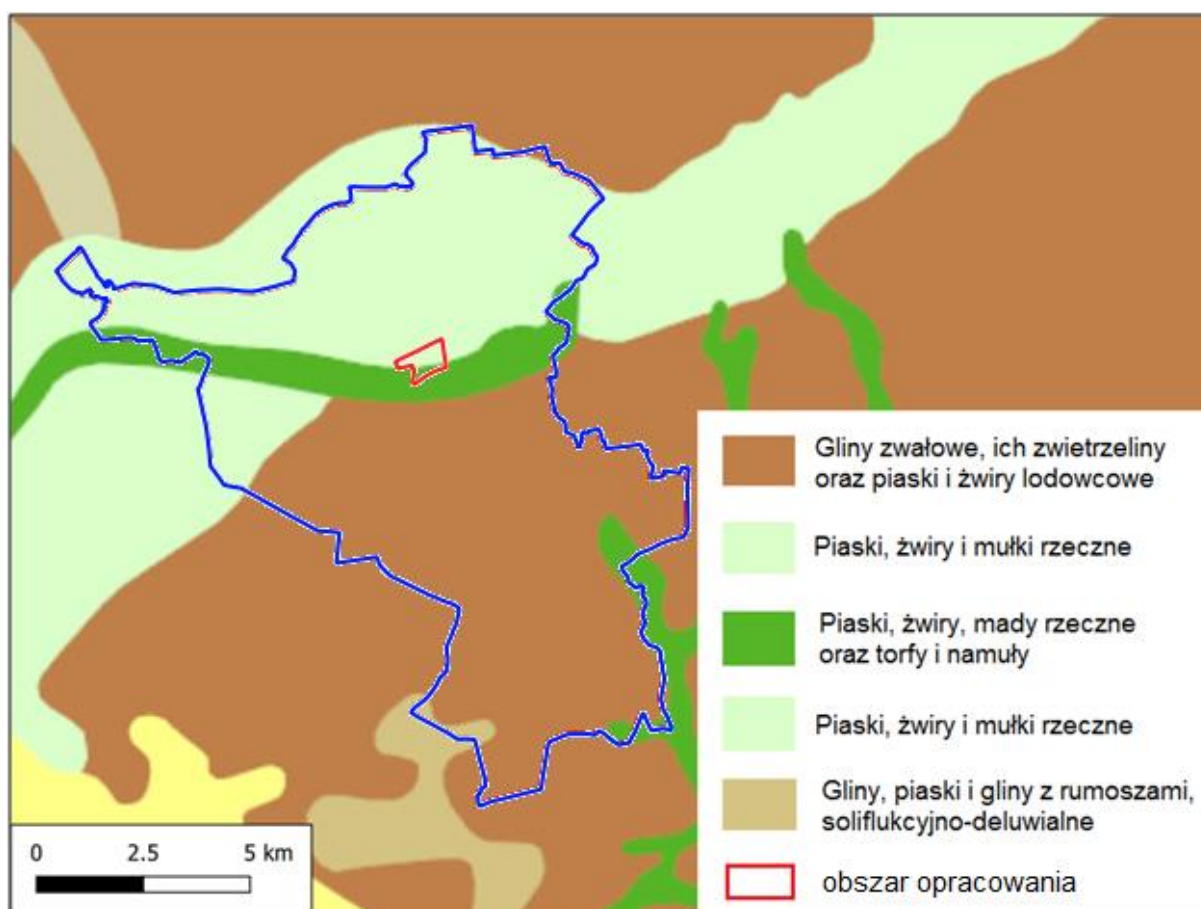 Gliny zwałowe, ich zwietrzeliny
oraz piaski i żwiry lodowcowe
Piaski, żwiry i mułki rzeczne
Piaski, żwiry, mady rzeczne
oraz torfy i namuły
Piaski, żwiry i mułki rzeczne
Gliny, piaski i gliny z rumoszami,
soliflukcyjno-deluwialne
obszar opracowania
0 2.5 5 km